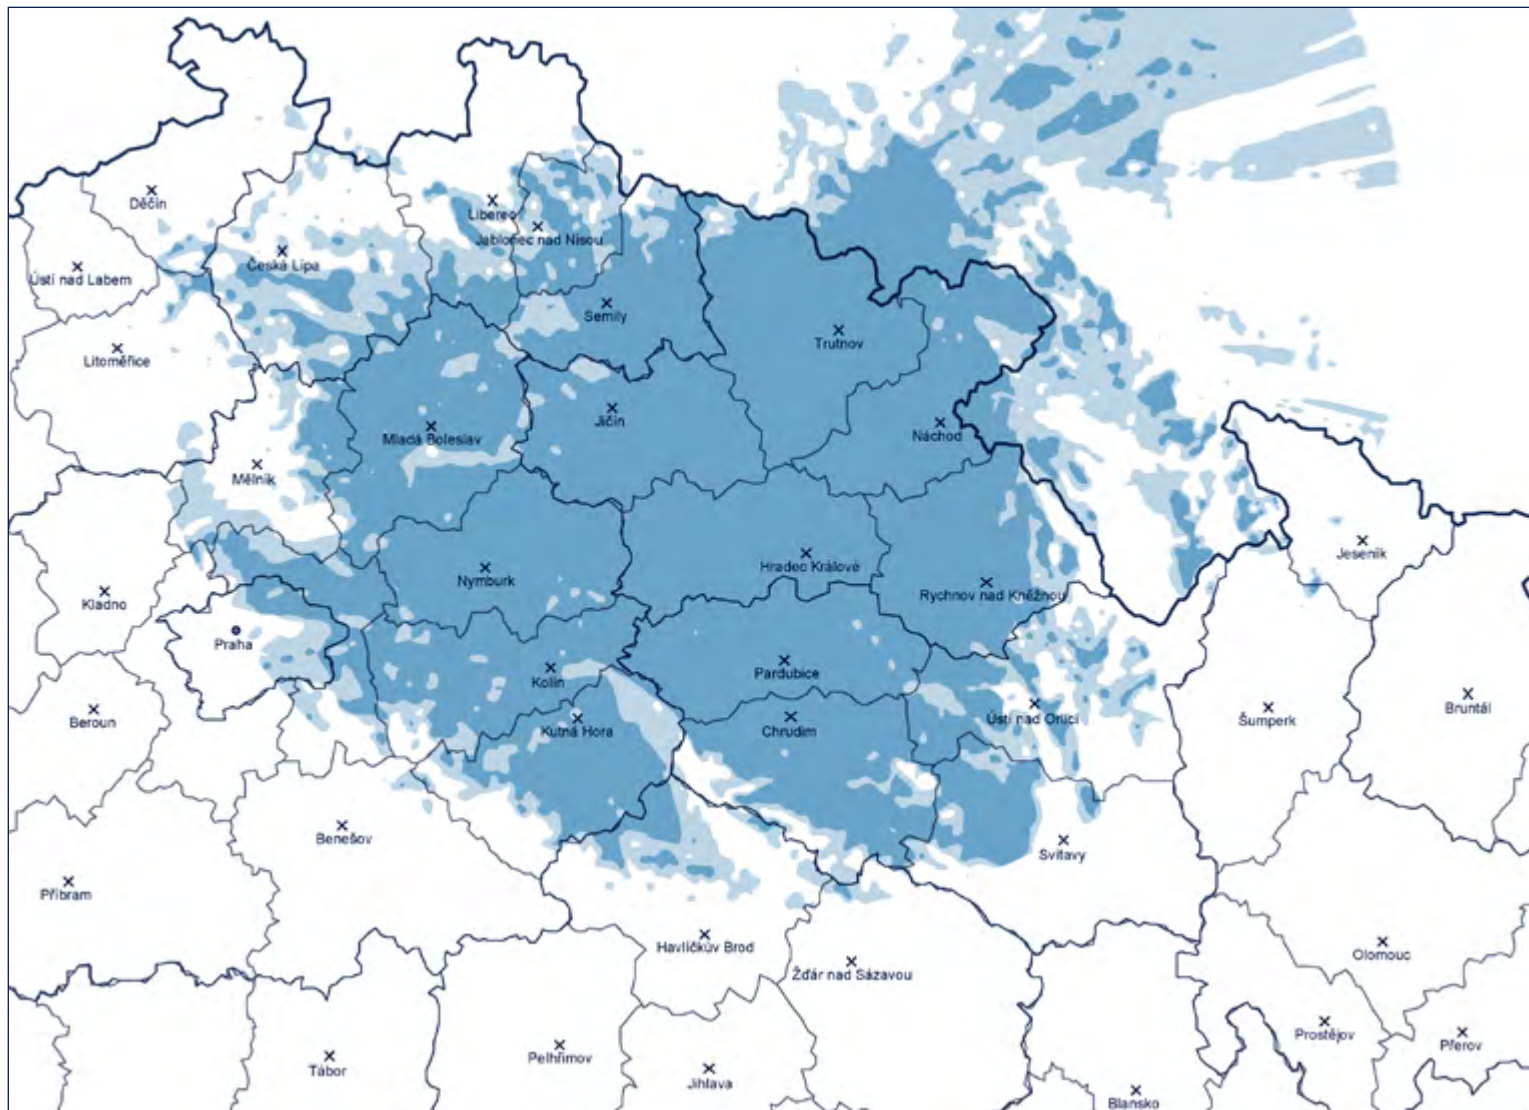 Děčín
Liberec
Jablonec nad Nisou
Česká Lípa
Ústí nad Labem
Semily
Trutnov
Litoměřice
Jičín
Náchod
Mladá Boleslav
Mělník
Jeseník
Hradec Králové
Nymburk
Rychnov nad Kněžnou
Kladno
Praha
Pardubice
Kolín
Beroun
Kutná Hora
Chrudim
Ústí nad Orlicí
Šumperk
Bruntál
Benešov
Svitavy
Příbram
Havlíčkův Brod
Olomouc
Žďár nad Sázavou
Prostějov
Přerov
Pelhřimov
Tábor
Jihlava
Blansko